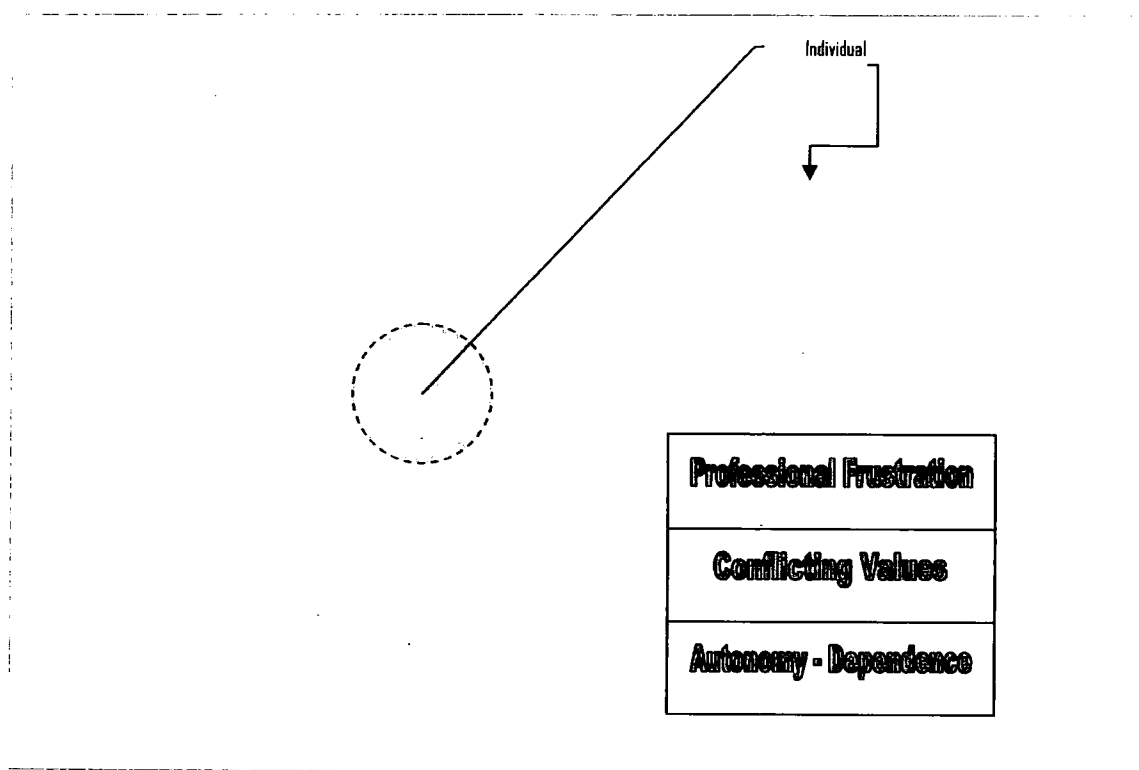 Individual
Professional Frustration
Conflicting Values
Autonomy - Dependence